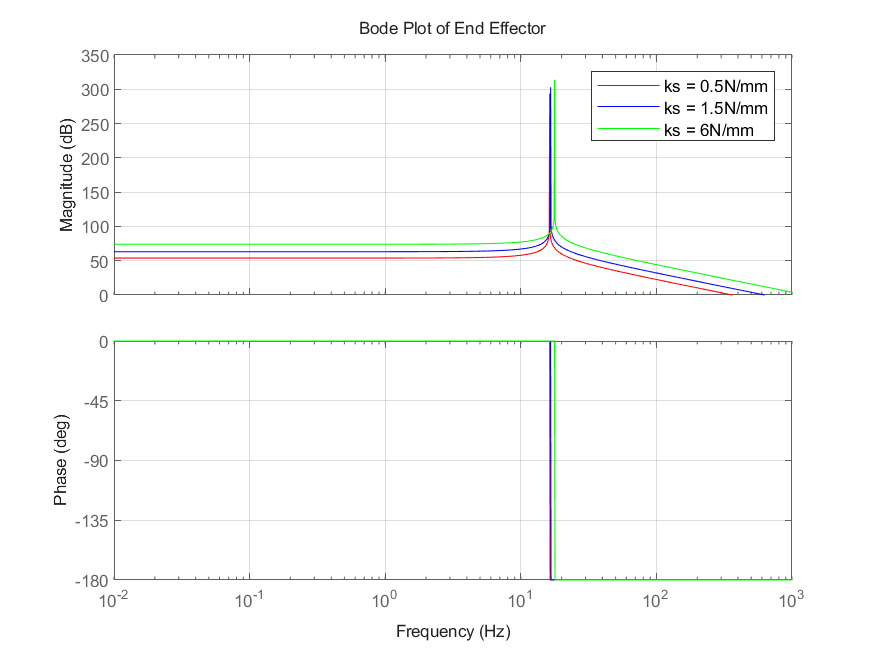 Bode Plot of End Effector
350
300
250
200
150
100
50
0
Magnitude (dB)
ks = 0.5N/mm
ks = 1.5N/mm
ks = 6N/mm
0
-45
-90
-135
-180
Phase (deg)
10^-2
10^-1
10^0
10^1
10^2
10^3
Frequency (Hz)